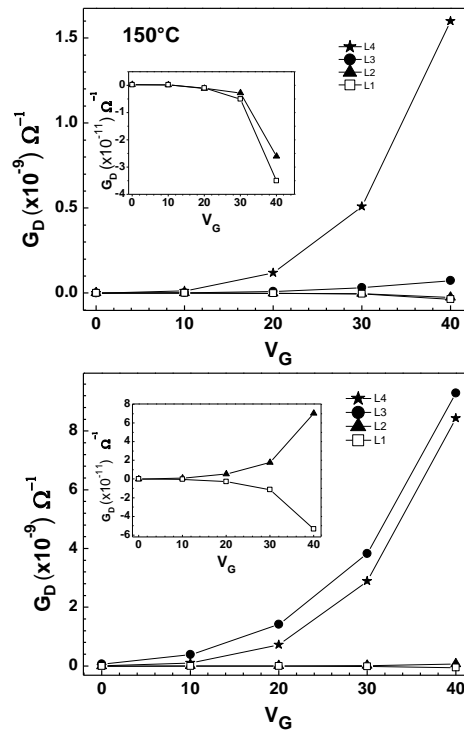 150°C
L4
L3
L2
L1
G_D (x10^-9) Ω^-1
1.5
1.0
0.5
0.0
0 10 20 30 40
V_G
G_D (x10^-11) Ω^-1
0
-1
-2
-3
-4
0 10 20 30 40 50
V_G
L4
L3
L2
L1
G_D (x10^-9) Ω^-1
8
6
4
2
0
0 10 20 30 40
V_G
G_D (x10^-11) Ω^-1
8
6
4
2
0
-2
-4
-6
0 10 20 30 40
V_G